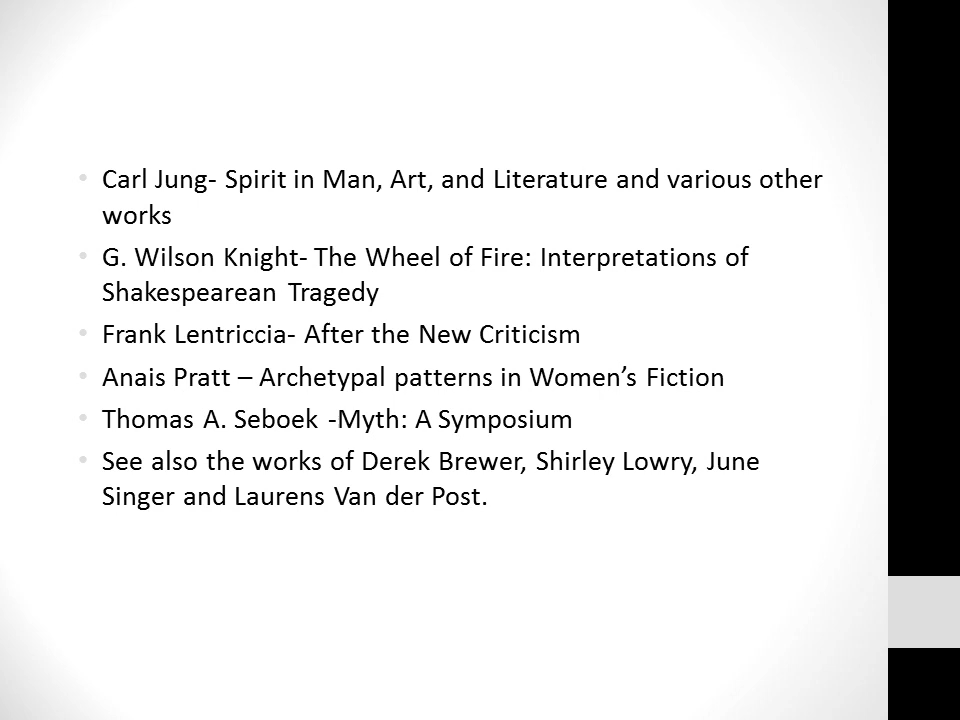 • Carl Jung- Spirit in Man, Art, and Literature and various other
works
• G. Wilson Knight- The Wheel of Fire: Interpretations of
Shakespearean Tragedy
• Frank Lentriccia- After the New Criticism
• Anais Pratt – Archetypal patterns in Women’s Fiction
• Thomas A. Seboek -Myth: A Symposium
• See also the works of Derek Brewer, Shirley Lowry, June
Singer and Laurens Van der Post.